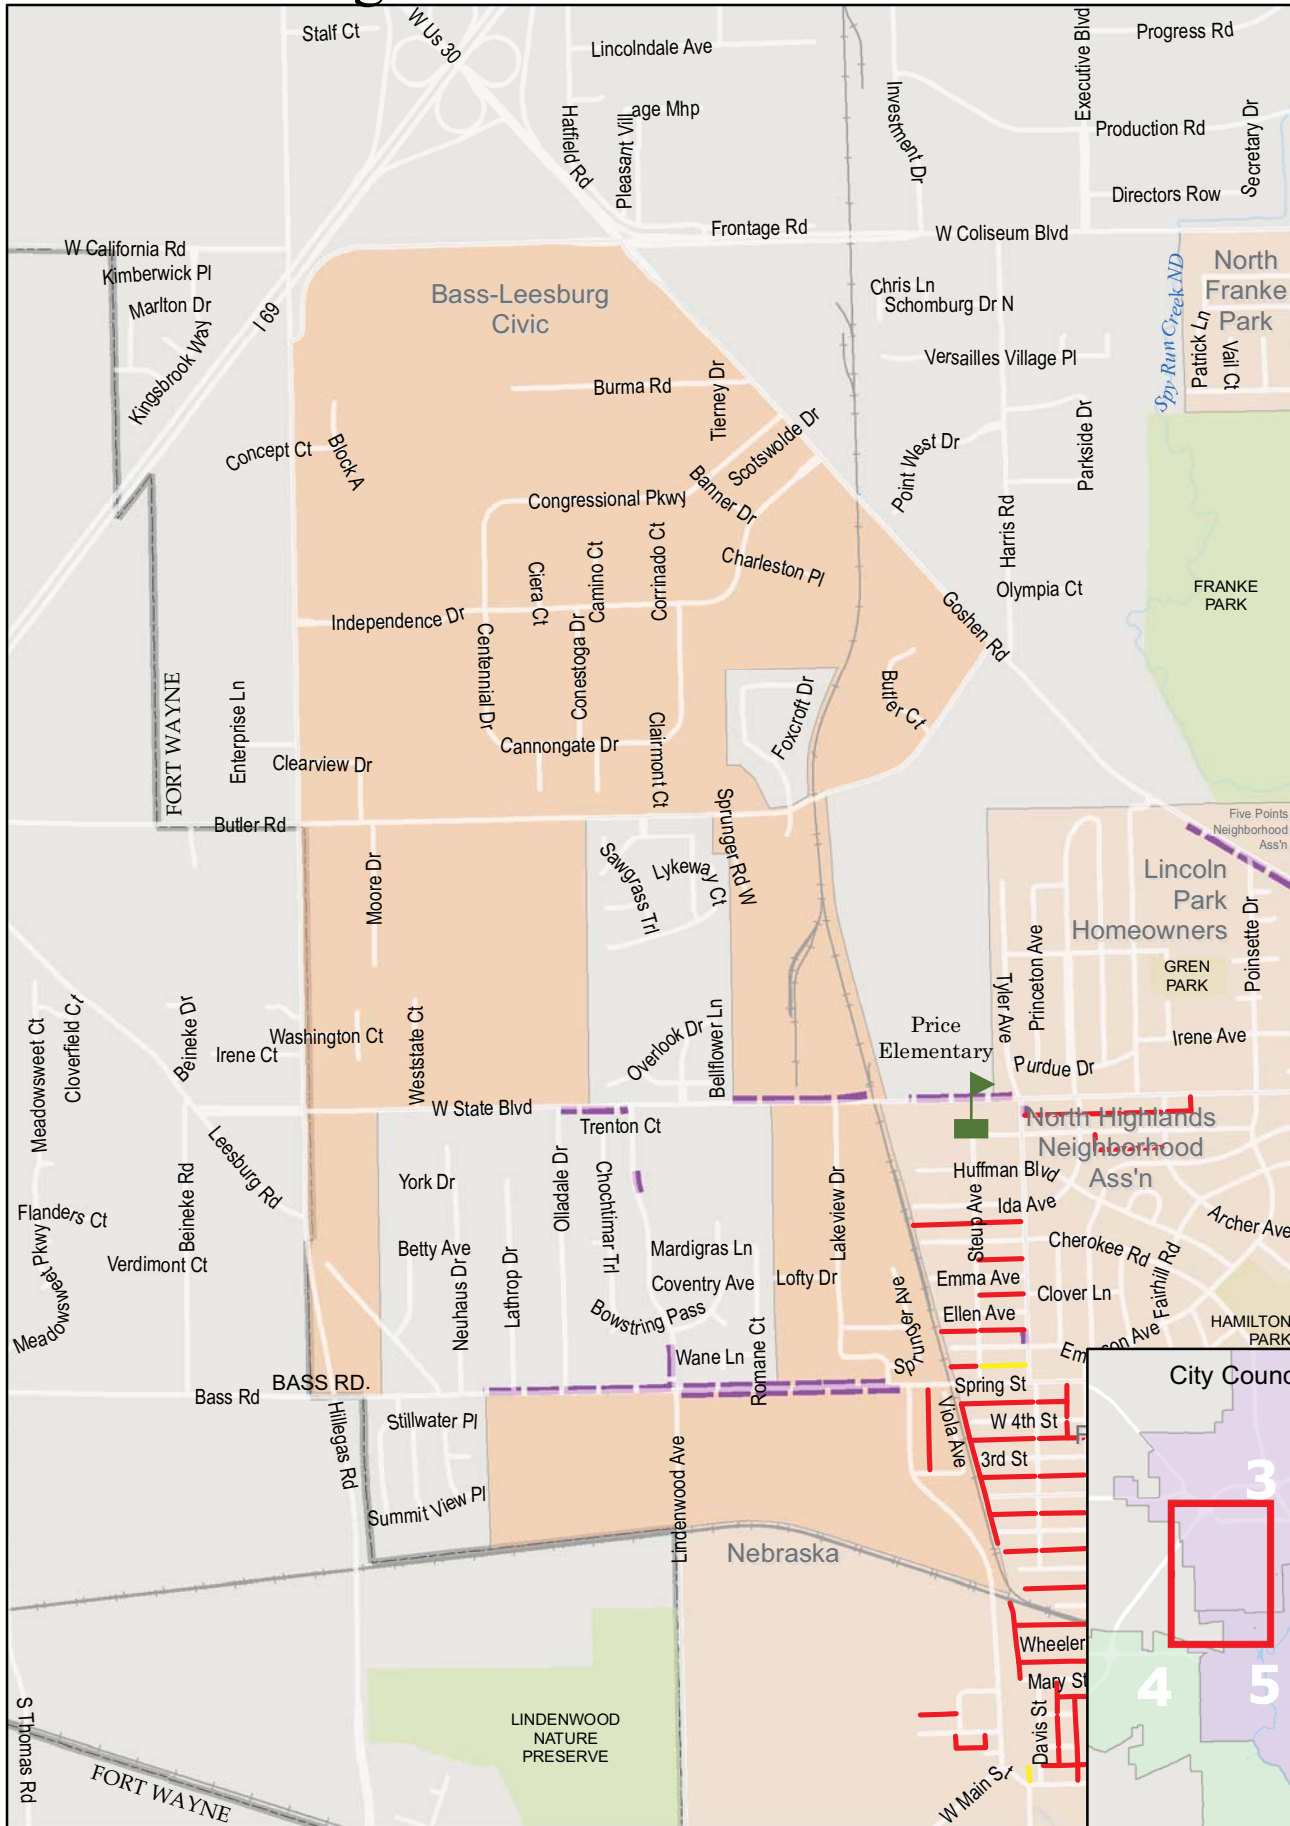 Stalf Ct
W Us 30
Lincolndale Ave
Executive Blvd
Progress Rd
Hatfield Rd
Pleasant Vill
age Mhp
Investment Dr
Production Rd
Secretary Dr
Directors Row
Frontage Rd
W Coliseum Blvd
W California Rd
Kimberwick Pl
Marlton Dr
Kingsbrook Way
I 69
Bass-Leesburg
Civic
Chris Ln
Schomburg Dr N
Spy Run Creek ND
North
Franke
Park
Patrick Ln
Vail Ct
Versailles Village Pl
Burma Rd
Tierney Dr
Scotswolde Dr
Parkside Dr
Concept Ct
Block A
Point West Dr
Congressional Pkwy
Banner Dr
Harris Rd
Ciera Ct
Camino Ct
Corrinado Ct
Charleston Pl
Olympia Ct
FRANKE
PARK
Goshen Rd
Independence Dr
Centennial Dr
Conestoga Dr
FORT WAYNE
Enterprise Ln
Clairmont Ct
Foxcroft Dr
Butler Ct
Cannongate Dr
Clearview Dr
Butler Rd
Sprunger Rd W
Five Points
Neighborhood
Ass'n
Moore Dr
Sawgrass Trl
Lykeway Ct
Lincoln
Park
Homeowners
Poinsette Dr
GREN
PARK
Princeton Ave
Tyler Ave
Meadowsweet Ct
Cloverfield Ct
Beineke Dr
Irene Ct
Washington Ct
Weststate Ct
Overlook Dr
Bellflower Ln
Price
Elementary
Irene Ave
Purdue Dr
W State Blvd
Trenton Ct
North Highlands
Neighborhood
Ass'n
Leesburg Rd
York Dr
Olladale Dr
Chochtimar Trl
Huffman Blvd
Ida Ave
Steup Ave
Archer Ave
Flanders Ct
Beineke Rd
Verdimont Ct
Meadowsweet Pkwy
Betty Ave
Neuhaus Dr
Lathrop Dr
Mardigras Ln
Coventry Ave
Bowstring Pass
Lakeview Dr
Lofty Dr
Cherokee Rd
Fairhill Rd
Emma Ave
Clover Ln
Ellen Ave
HAMILTON
PARK
Wane Ln
Romane Ct
Bass Rd
BASS RD.
Spring St
Viola Ave
W 4th St
3rd St
Hillegas Rd
Stillwater Pl
Summit View Pl
Lindenwood Ave
Nebraska
City Counc
3
4
5
Wheeler
Mary St
Davis St
W Main St
LINDENWOOD
NATURE
PRESERVE
S Thomas Rd
FORT WAYNE